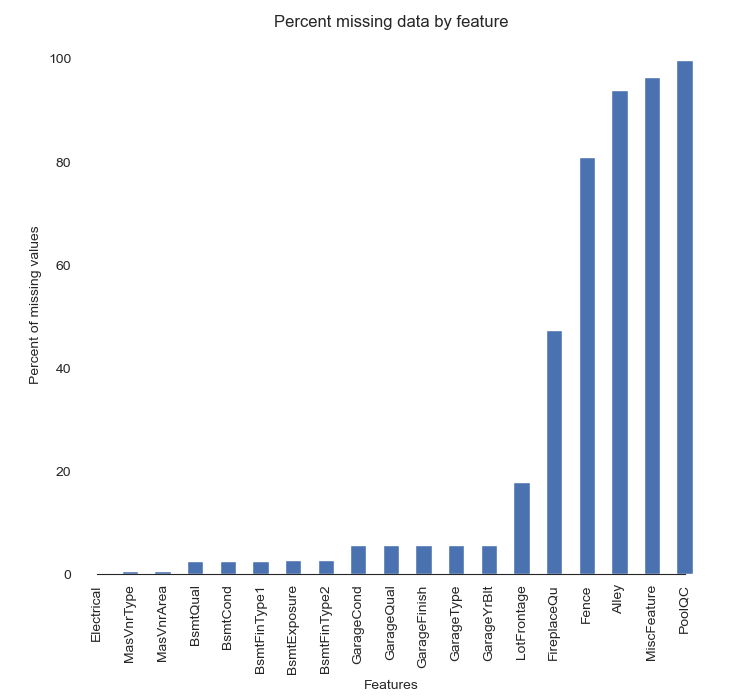 Percent missing data by feature
Percent of missing values
100
80
60
40
20
0
Electrical
MasVnrType
MasVnrArea
BsmtQual
BsmtCond
BsmtFinType1
BsmtExposure
BsmtFinType2
GarageCond
GarageQual
GarageFinish
GarageType
GarageYrBlt
LotFrontage
FireplaceQu
Fence
Alley
MiscFeature
PoolQC
Features